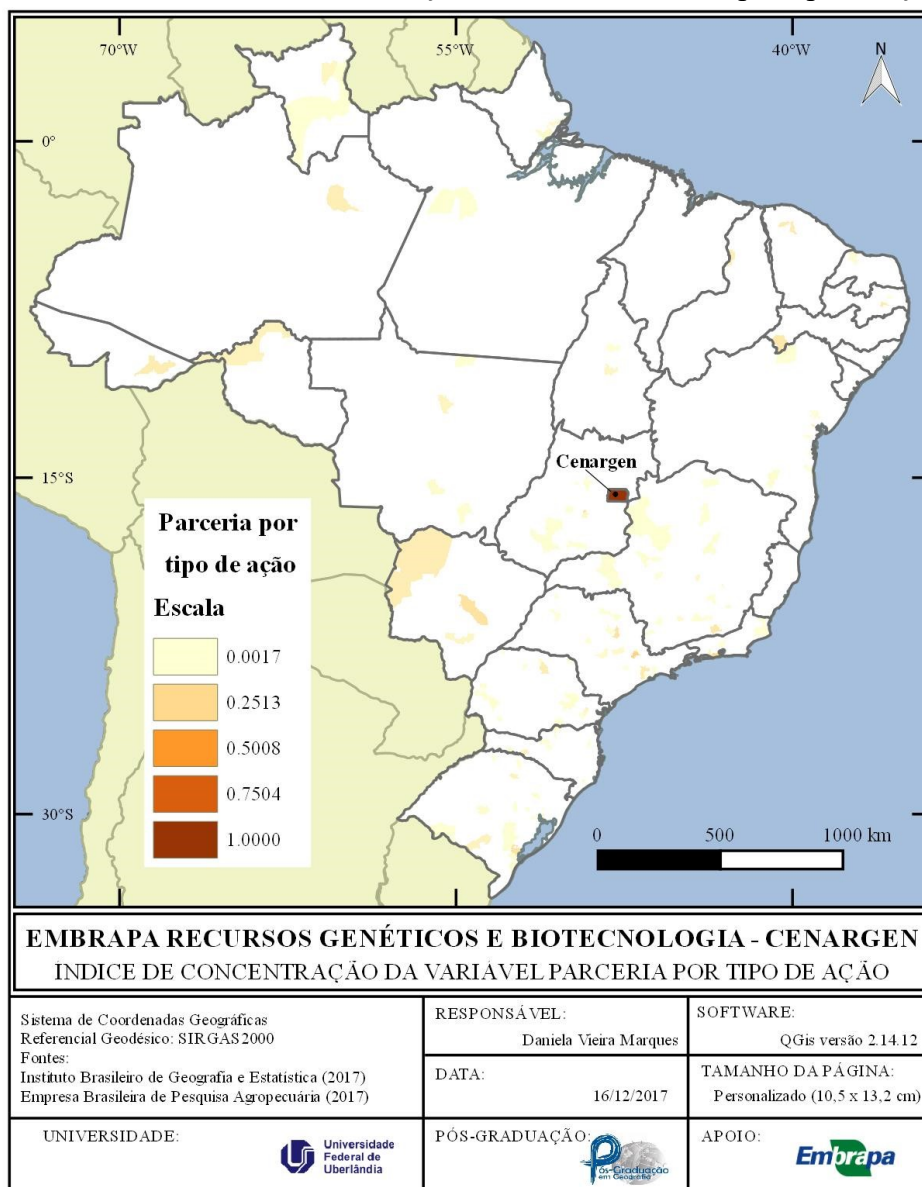 70°W
55°W
40°W
N
0°
15°S
30°S
Cenargen
Parceria por
tipo de ação
Escala
0.0017
0.2513
0.5008
0.7504
1.0000
0
500
1000 km
EMBRAPA RECURSOS GENÉTICOS E BIOTECNOLOGIA - CENARGEN
ÍNDICE DE CONCENTRAÇÃO DA VARIÁVEL PARCERIA POR TIPO DE AÇÃO
Sistema de Coordenadas Geográficas
Referencial Geodésico: SIRGAS2000
Fontes:
Instituto Brasileiro de Geografia e Estatística (2017)
Empresa Brasileira de Pesquisa Agropecuária (2017)
RESPONSÁVEL:
Daniela Vieira Marques
SOFTWARE:
QGis versão 2.14.12
DATA:
16/12/2017
TAMANHO DA PÁGINA:
Personalizado (10,5 x 13,2 cm)
UNIVERSIDADE:
Universidade
Federal de
Uberlândia
PÓS-GRADUAÇÃO:
Pós-Graduação
em Geografia
APOIO:
Embrapa